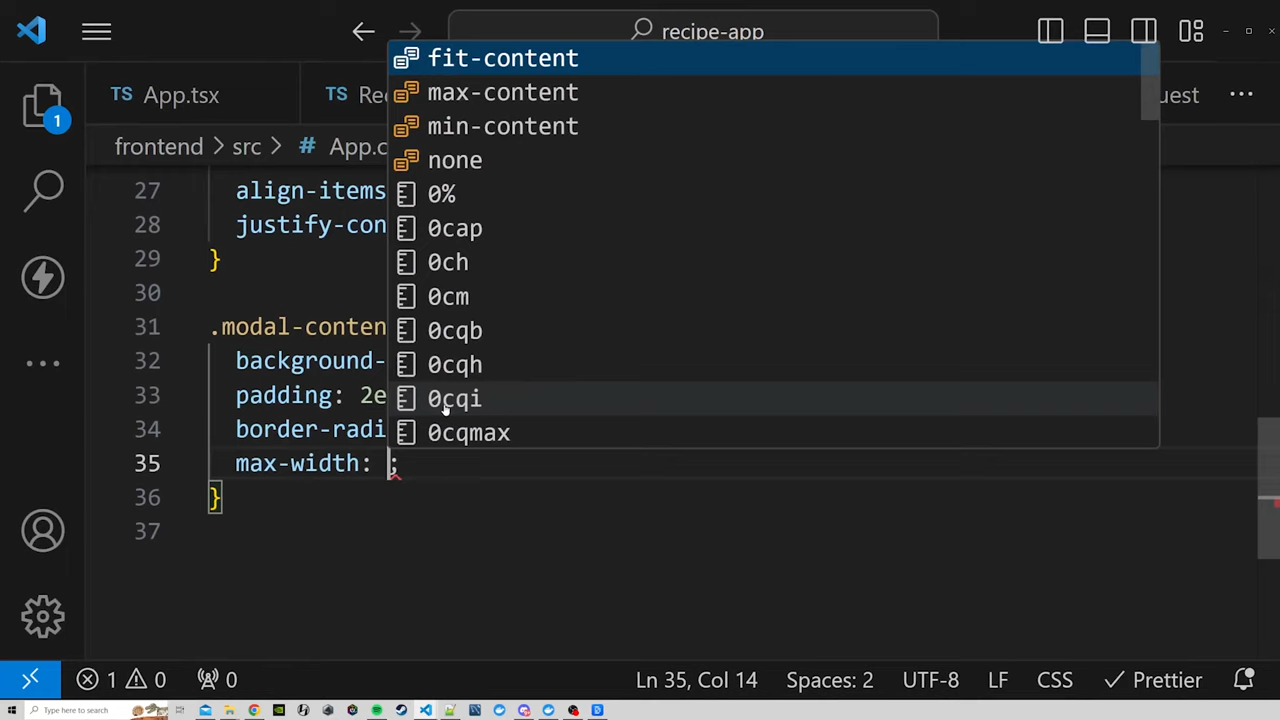 recipe-app
TS App.tsx
TS Re
uest
frontend > src > # App.c
fit-content
max-content
min-content
none
0%
0cap
0ch
0cm
0cqb
0cqh
0cqi
0cqmax
1
27 align-items
28 justify-con
29 }
30
31 .modal-conten
32 background-
33 padding: 2e
34 border-radi
35 max-width: ;
36 }
37
1 0 0
Ln 35, Col 14
Spaces: 2
UTF-8
LF
CSS
Prettier
Type here to search